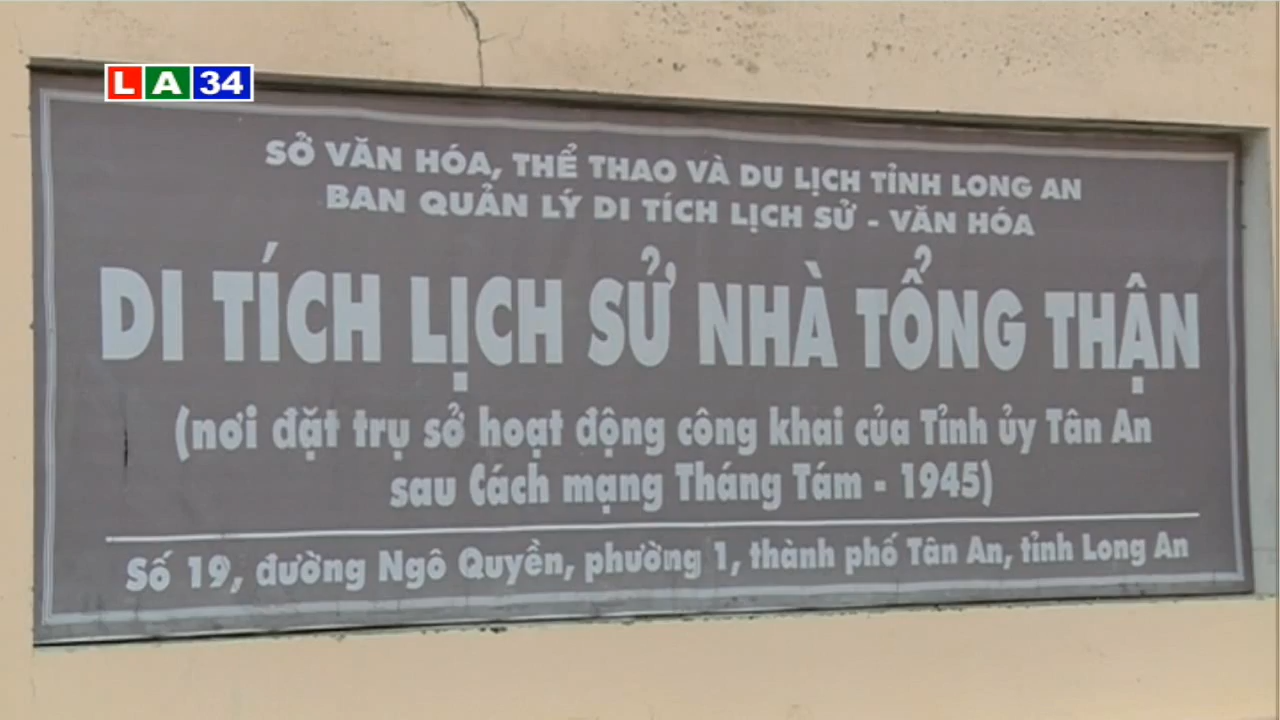 LA34
SỞ VĂN HÓA, THỂ THAO VÀ DU LỊCH TỈNH LONG AN
BAN QUẢN LÝ DI TÍCH LỊCH SỬ - VĂN HÓA
DI TÍCH LỊCH SỬ NHÀ TỔNG THẬN
(nơi đặt trụ sở hoạt động công khai của Tỉnh ủy Tân An
sau Cách mạng Tháng Tám - 1945)
Số 19, đường Ngô Quyền, phường 1, thành phố Tân An, tỉnh Long An